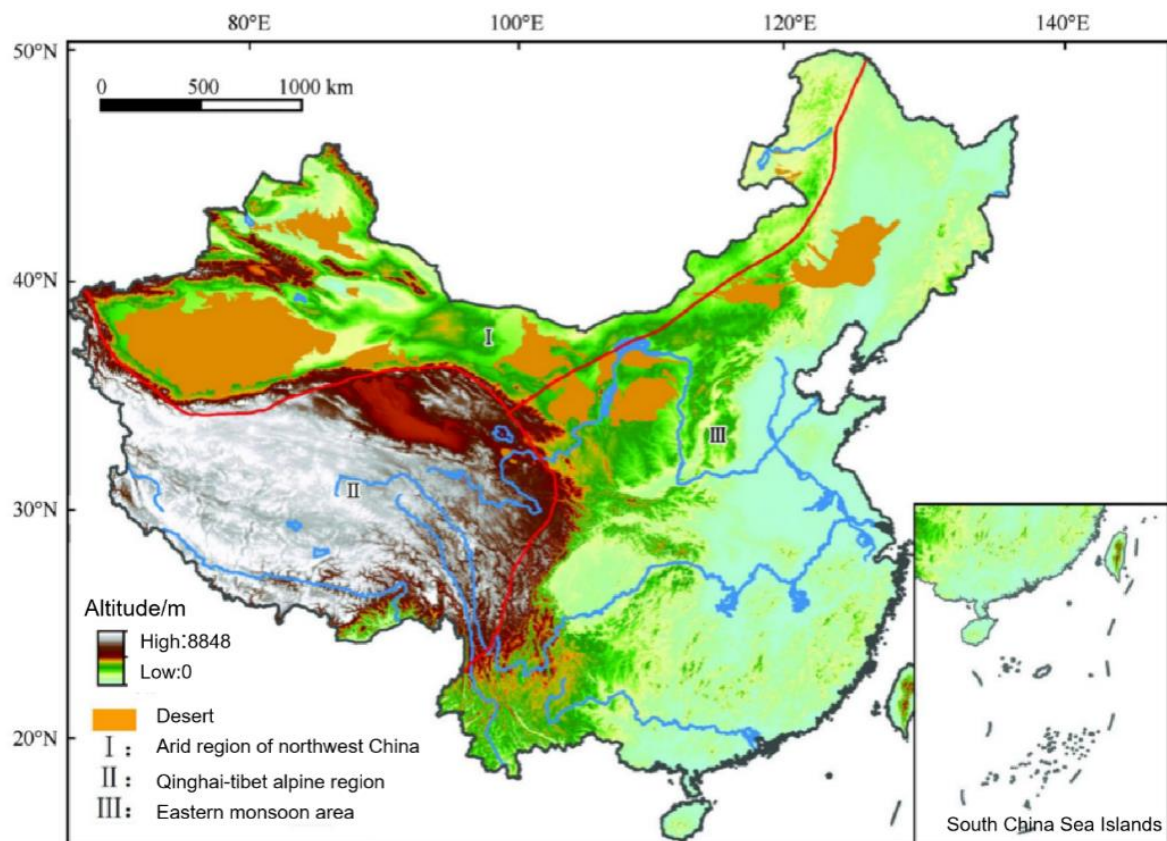 80°E 100°E 120°E 140°E
50°N
0 500 1000 km
40°N
I
III
30°N
II
Altitude/m
High:8848
Low:0
20°N
Desert
I： Arid region of northwest China
II： Qinghai-tibet alpine region
III： Eastern monsoon area
South China Sea Islands